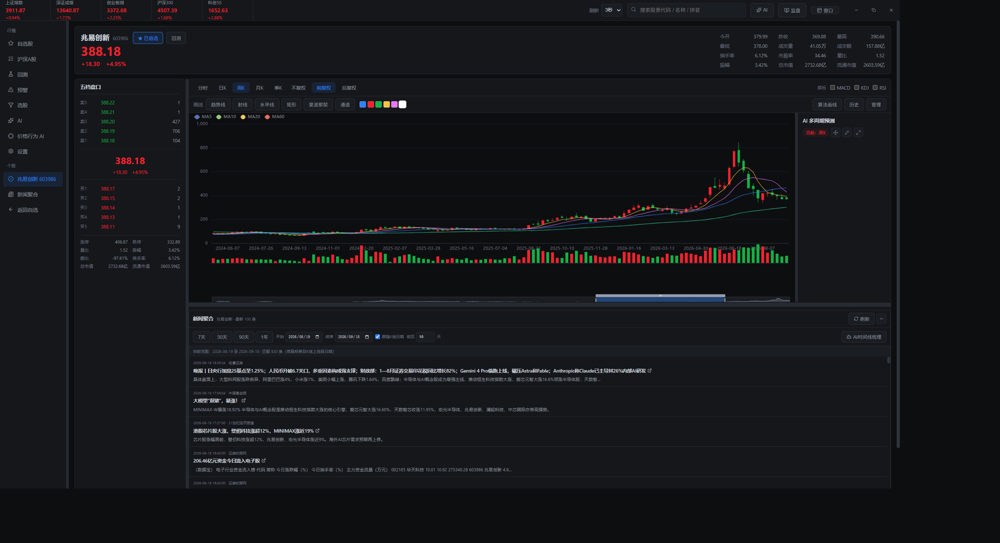 上证指数
3911.87
+0.94%
深证成指
13640.87
+1.72%
创业板指
3372.68
+2.25%
沪深300
4507.39
+1.06%
科创50
1652.63
+2.88%
刷新 3秒 搜索股票代码 / 名称 / 拼音 AI 监盘 窗口
行情
自选股
沪深A股
回测
预警
选股
AI
价格行为 AI
设置
个股
兆易创新 603986
新闻聚合
返回自选
兆易创新 603986 ★ 已自选 回测
388.18
+18.30 +4.95%
今开 379.99 昨收 369.88 最高 390.66
最低 378.00 成交量 41.05万 成交额 157.88亿
换手率 6.12% 市盈率 34.46 量比 1.52
振幅 3.42% 总市值 2732.68亿 流通市值 2603.59亿
五档盘口
卖5 388.22 1
卖4 388.21 1
卖3 388.20 427
卖2 388.19 706
卖1 388.18 104
388.18
+18.30 +4.95%
买1 388.17 2
买2 388.15 2
买3 388.14 1
买4 388.13 1
买5 388.11 9
涨停 406.87 跌停 332.89
量比 1.52 振幅 3.42%
委比 -97.61% 换手率 6.12%
总市值 2732.68亿 流通市值 2603.59亿
分时 日K 周K 月K 季K 不复权 前复权 后复权 指标 MACD KDJ RSI
画线 趋势线 射线 水平线 矩形 斐波那契 通道 算法画线 历史 管理
MA5 MA10 MA20 MA60
1,000
800
600
400
200
0
2024-06-07 2024-07-26 2024-09-13 2024-11-01 2024-12-20 2025-02-07 2025-03-28 2025-05-16 2025-07-04 2025-08-22 2025-10-10 2025-11-28 2026-01-16 2026-03-13 2026-04-30 2026-06-18 2026-08-07
AI 多周期预测
当前: 周K
新闻聚合 兆易创新 · 最新 100 条 刷新
7天 30天 90天 1年 开始 2026/08/19 结束 2026/09/18 跟随K线日期 前后 10 天 AI时间线梳理
当前范围: 2026-08-19 至 2026-09-18 · 匹配 830 条（将鼠标移到K线上选择日期）
2026-09-18 18:36:34 哈富证券
晚报丨日央行加息25基点至1.25%；人民币升破6.7关口，多重因素构成强支撑；财政部：1—8月证券交易印花税同比增长82%；Gemini 4 Pro偷跑上线，碾压Astra和Fable；Anthropic称Claude已主导其26%内部AI研发
具体盘面上，大型科网股涨跌各异，阿里巴巴涨4%，小米涨1%，美团小幅上涨，腾讯下跌1.64%，百度飘绿；半导体与AI概念股成为最强主线，推动恒生科技指数大涨，爱芯元智大涨16.6%领涨半导体股，天数智...
2026-09-18 17:56:04 中国基金报
大模型“双雄”，暴涨！
MINIMAX-W暴涨18.92% 半导体与AI概念股是推动恒生科技指数大涨的核心引擎，爱芯元智大涨16.60%，天数智芯收涨11.95%，宏光半导体、兆易创新、澜起科技、中芯国际亦表现强势。
2026-09-18 17:27:00 21世纪经济报道
港股芯片股大涨，壁仞科技涨超12%，MINIMAX涨近19%
芯片股涨幅居前，壁仞科技涨超12%，兆易创新、宏光半导体涨近9%。海外AI芯片需求预期再上修。
2026-09-18 16:45:00 证券时报网
206.46亿元资金今日流入电子股
（数据宝） 电子行业资金流入榜 代码 简称 今日涨跌幅（%） 今日换手率（%） 主力资金流量（万元） 002185 华天科技 10.01 10.92 275340.28 603986 兆易创新 4.9...
2026-09-18 16:43:00 证券时报网